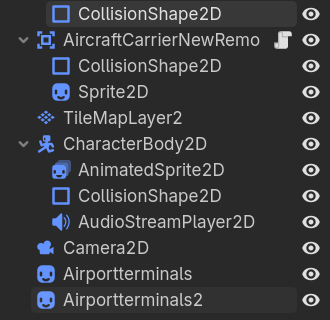 CollisionShape2D
AircraftCarrierNewRemo
CollisionShape2D
Sprite2D
TileMapLayer2
CharacterBody2D
AnimatedSprite2D
CollisionShape2D
AudioStreamPlayer2D
Camera2D
Airportterminals
Airportterminals2